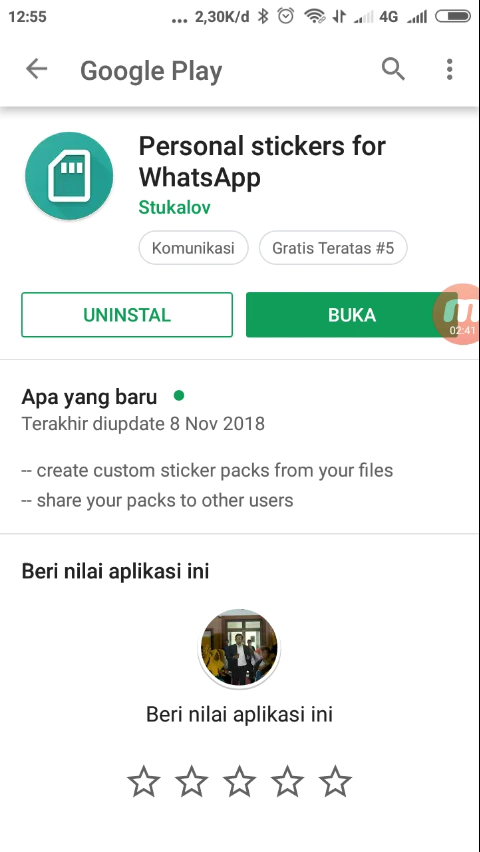 12:55 ... 2,30K/d 4G
Google Play
Personal stickers for
WhatsApp
Stukalov
Komunikasi Gratis Teratas #5
UNINSTAL BUKA
02:41
Apa yang baru
Terakhir diupdate 8 Nov 2018
-- create custom sticker packs from your files
-- share your packs to other users
Beri nilai aplikasi ini
Beri nilai aplikasi ini